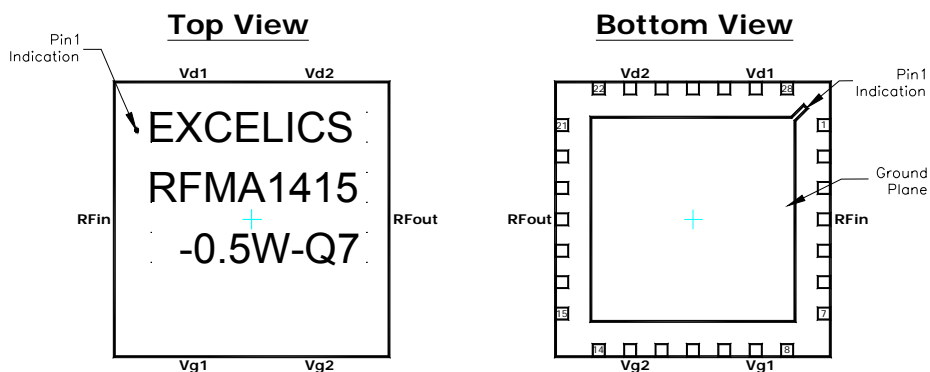 Top View
Pin1
Indication
Vd1
Vd2
EXCELICS
RFMA1415
-0.5W-Q7
RFin
RFout
Vg1
Vg2
Bottom View
Vd2
Vd1
Pin1
Indication
22
28
21
1
Ground
Plane
RFout
RFin
15
7
14
8
Vg2
Vg1